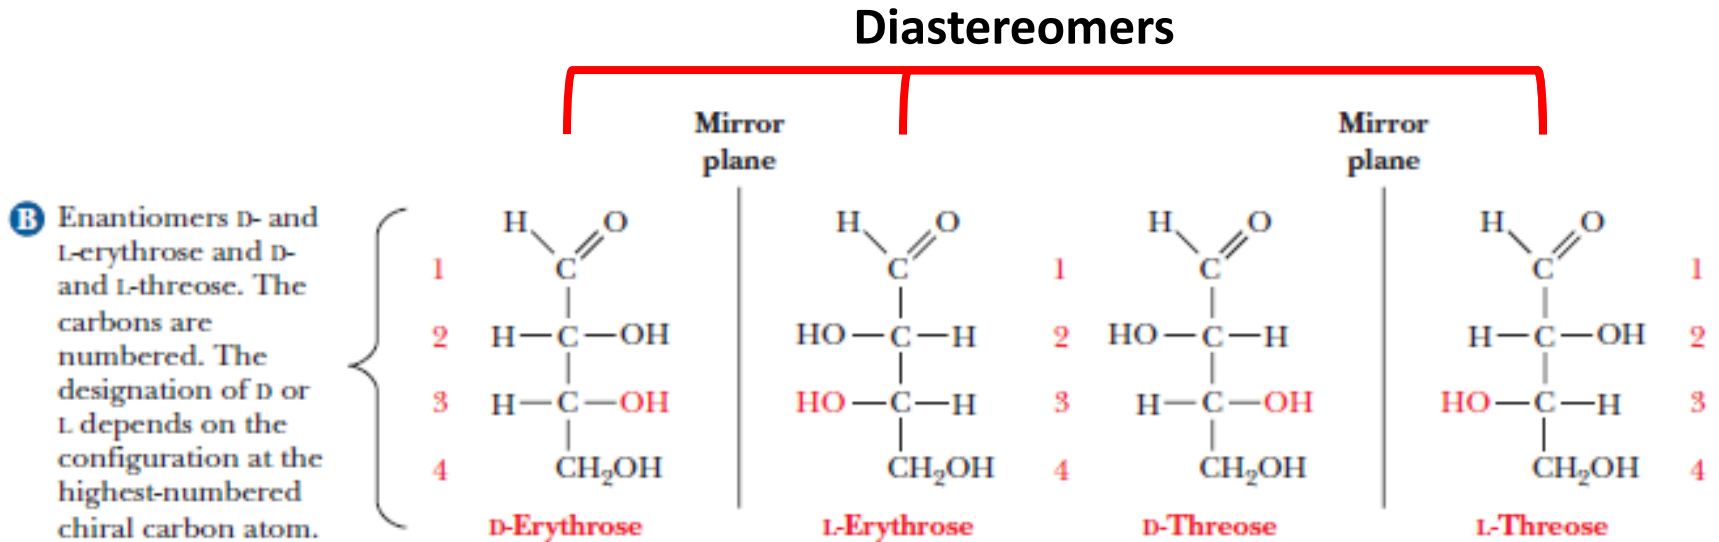 Diastereomers
Mirror plane
Mirror plane
B Enantiomers D- and
L-erythrose and D-
and L-threose. The
carbons are
numbered. The
designation of D or
L depends on the
configuration at the
highest-numbered
chiral carbon atom.
H O H O H O H O
1 C C 1 C C 1
2 H—C—OH HO—C—H 2 HO—C—H H—C—OH 2
3 H—C—OH HO—C—H 3 H—C—OH HO—C—H 3
4 CH₂OH CH₂OH 4 CH₂OH CH₂OH 4
D-Erythrose L-Erythrose D-Threose L-Threose